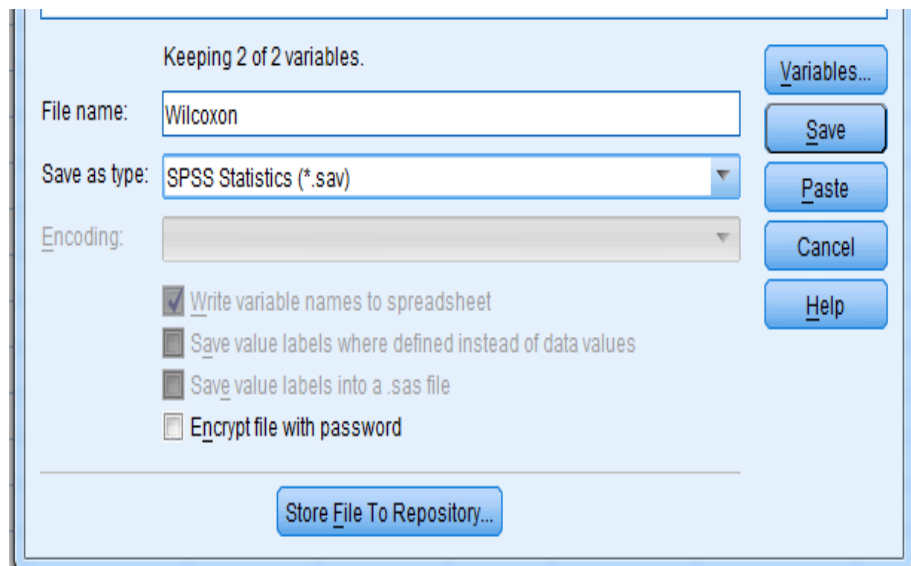 Keeping 2 of 2 variables.
Variables...
File name: Wilcoxon
Save
Save as type: SPSS Statistics (*.sav)
Paste
Encoding:
Cancel
Write variable names to spreadsheet
Help
Save value labels where defined instead of data values
Save value labels into a .sas file
Encrypt file with password
Store File To Repository...